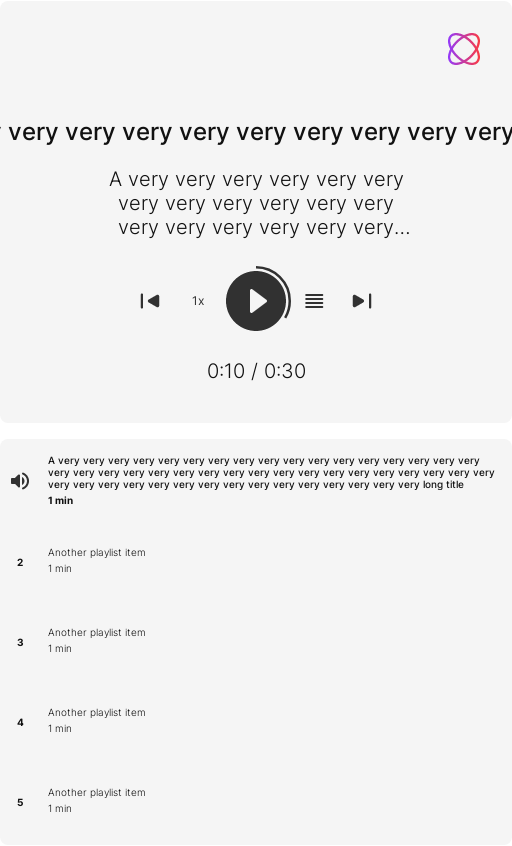 very very very very very very very very very
A very very very very very very
very very very very very very
very very very very very very...
1x
0:10 / 0:30
A very very very very very very very very very very very very very very very very very
very very very very very very very very very very very very very very very very very very
very very very very very very very very very very very very very very very long title
1 min
2
Another playlist item
1 min
3
Another playlist item
1 min
4
Another playlist item
1 min
5
Another playlist item
1 min